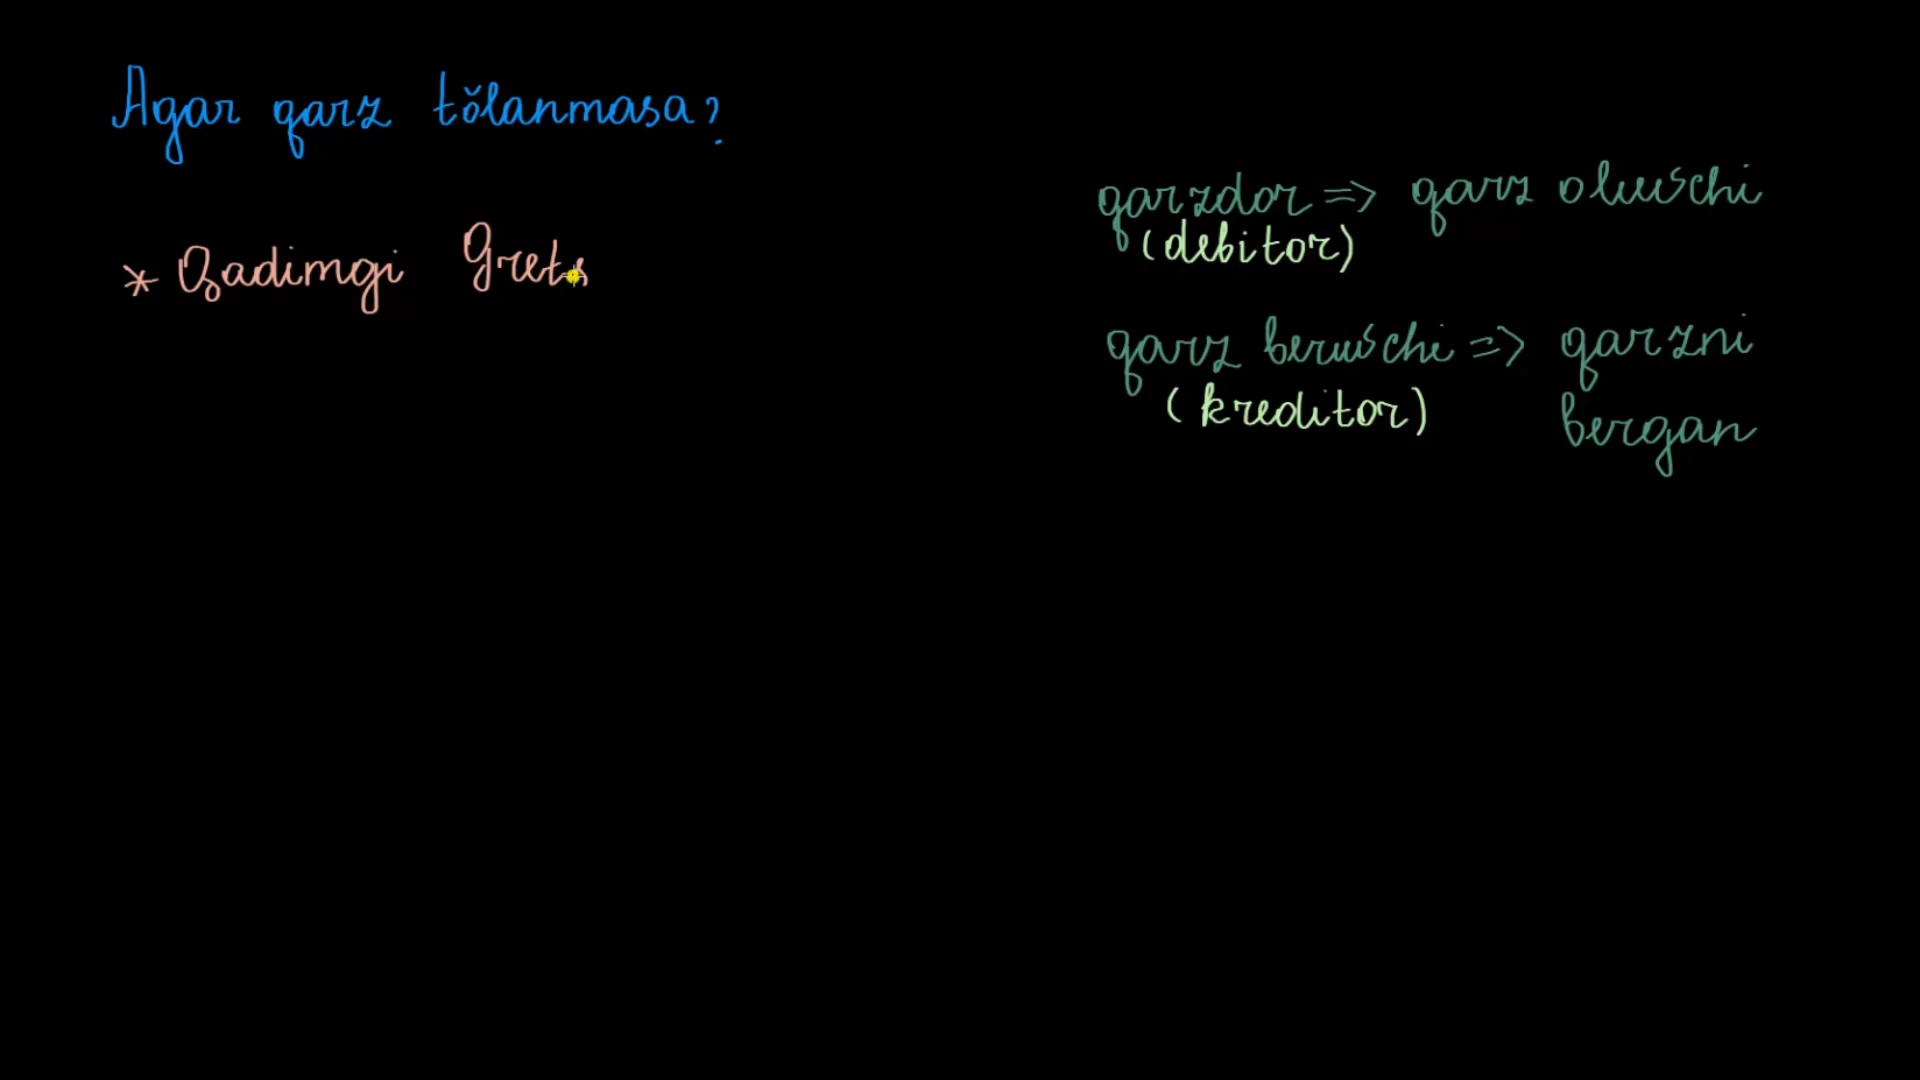 Agar qarz tŏlanmasa?
* Qadimgi Grets
qarzdor => qarz oluvchi
(debitor)
qarz beruvchi => qarzni
(kreditor) bergan